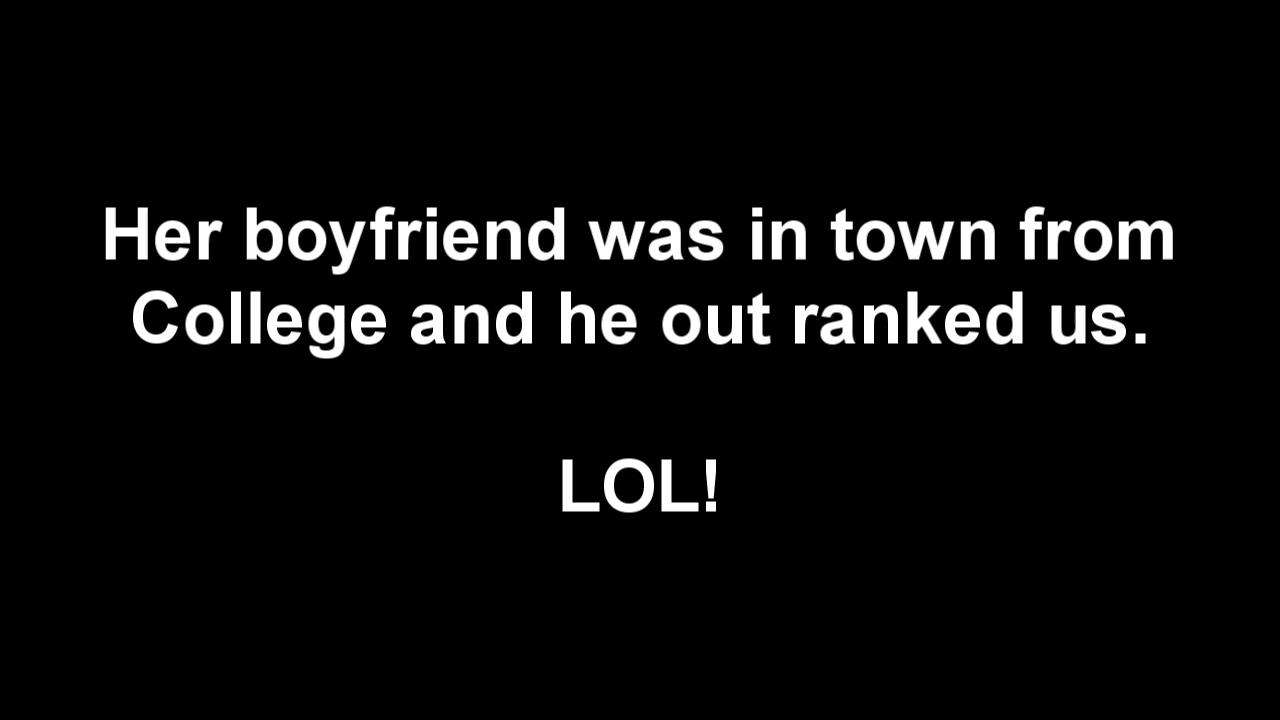 Her boyfriend was in town from
College and he out ranked us.
LOL!